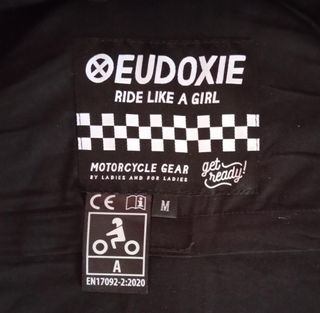 EUDOXIE
RIDE LIKE A GIRL
MOTORCYCLE GEAR
BY LADIES AND FOR LADIES
get
ready!
CE M
A
EN17092-2:2020